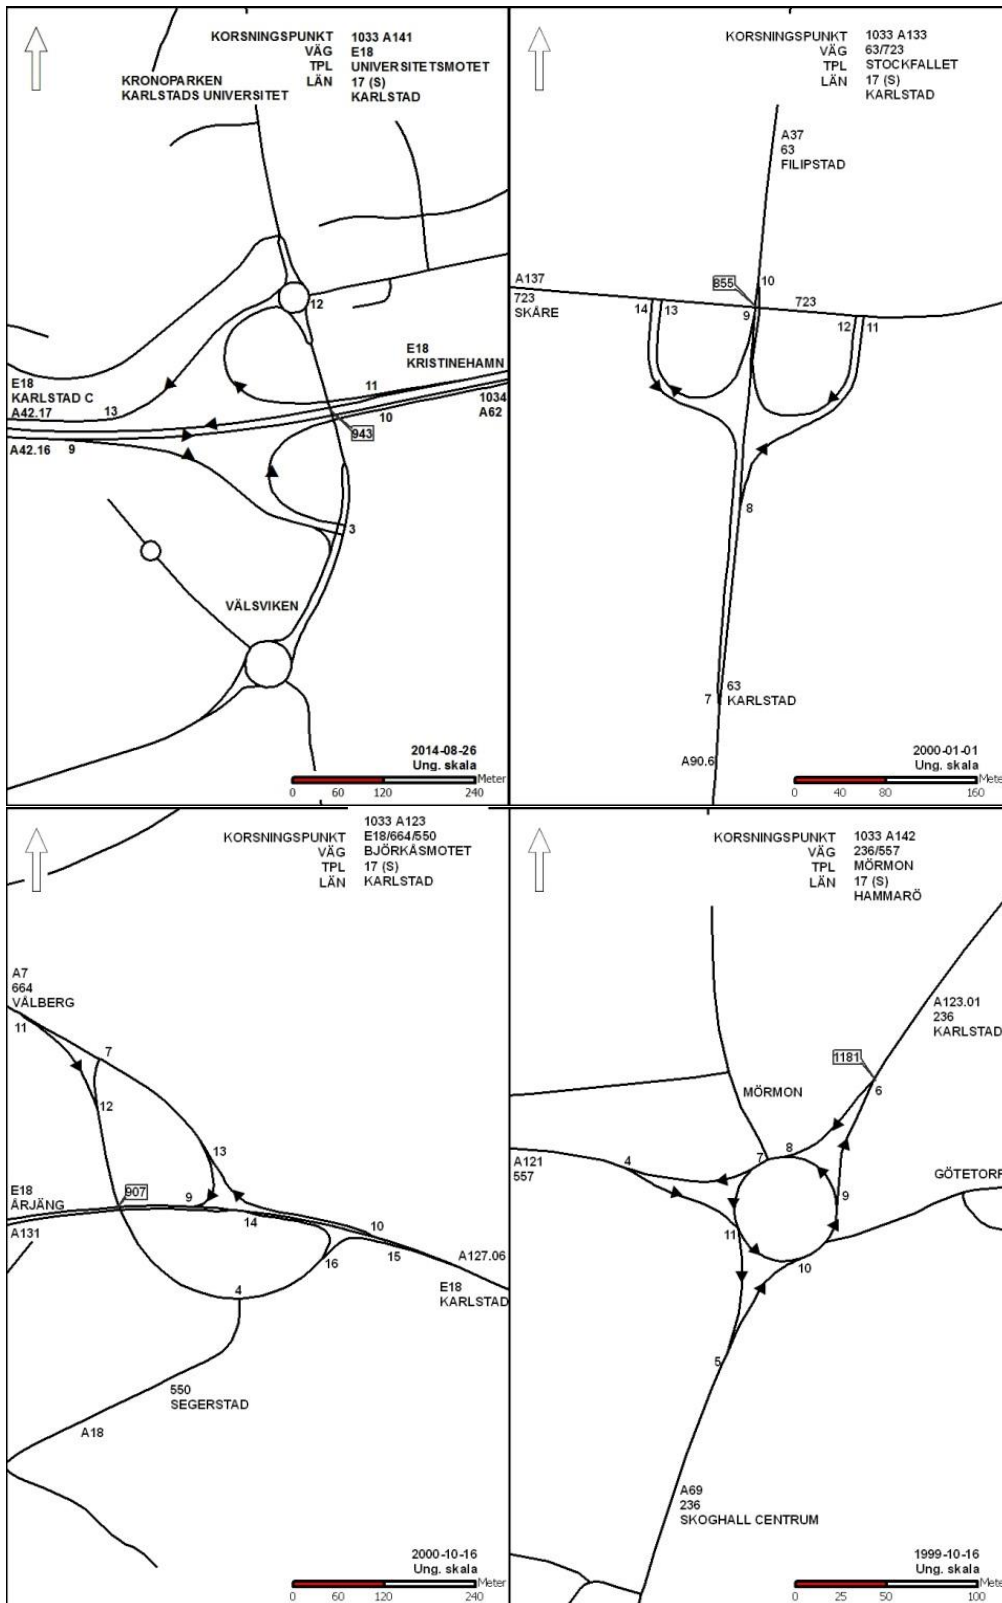 KORSNINGSPUNKT 1033 A141
VÄG E18
TPL UNIVERSITETSMOTET
LÄN 17 (S)
KARLSTAD
KRONOPARKEN
KARLSTADS UNIVERSITET
12
E18
KRISTINEHAMN
11
10
1034
A62
E18
KARLSTAD C
A42.17
13
943
A42.16
9
3
VÄLSVIKEN
2014-08-26
Ung. skala
Meter
0 60 120 240
KORSNINGSPUNKT 1033 A133
VÄG 63/723
TPL STOCKFALLET
LÄN 17 (S)
KARLSTAD
A37
63
FILIPSTAD
A137
723
SKÅRE
855
10
723
14
13
9
12
11
8
7
63
KARLSTAD
A90.6
2000-01-01
Ung. skala
Meter
0 40 80 160
1033 A123
KORSNINGSPUNKT E18/664/550
VÄG BJÖRKÅSMOTET
TPL 17 (S)
LÄN KARLSTAD
A7
664
VÅLBERG
11
7
12
13
E18
ÅRJÄNG
907
9
A131
14
10
15
16
A127.06
E18
KARLSTAD
4
550
SEGERSTAD
A18
2000-10-16
Ung. skala
Meter
0 60 120 240
KORSNINGSPUNKT 1033 A142
VÄG 236/557
TPL MÖRMON
LÄN 17 (S)
HAMMARÖ
A123.01
236
KARLSTAD
1181
6
MÖRMON
8
7
4
A121
557
GÖTETORP
9
11
10
5
A69
236
SKOGHALL CENTRUM
1999-10-16
Ung. skala
Meter
0 25 50 100